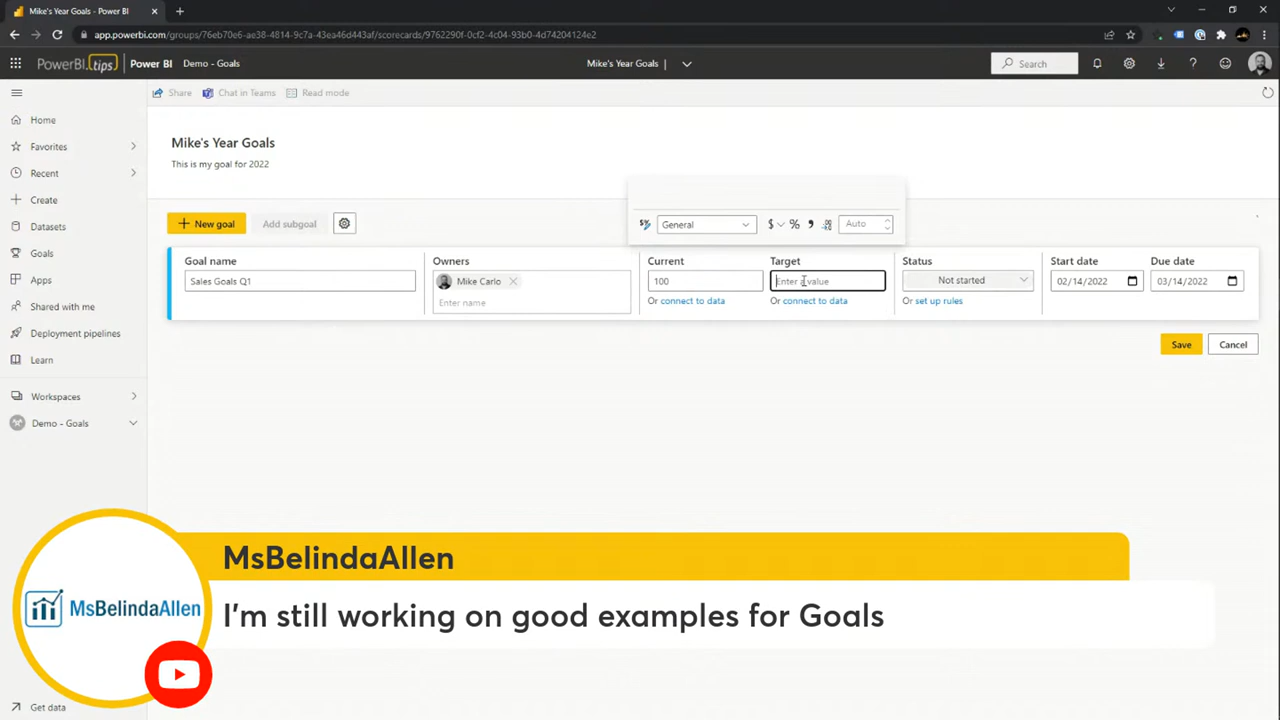 Mike's Year Goals - Power BI
app.powerbi.com/groups/76eb70e6-ae38-4814-9c7a-43ea46d443af/scorecards/9762290f-0cf2-4c04-93b0-4d74204124e2
PowerBI.tips Power BI Demo - Goals
Mike's Year Goals
Search
Share Chat in Teams Read mode
Home
Favorites
Recent
Create
Datasets
Goals
Apps
Shared with me
Deployment pipelines
Learn
Workspaces
Demo - Goals
Get data
Mike's Year Goals
This is my goal for 2022
+ New goal Add subgoal
General $ % , Auto
Goal name Owners Current Target Status Start date Due date
Sales Goals Q1 Mike Carlo 100 Enter a value Not started 02/14/2022 03/14/2022
Enter name Or connect to data Or connect to data Or set up rules
Save Cancel
MsBelindaAllen
MsBelindaAllen
I'm still working on good examples for Goals